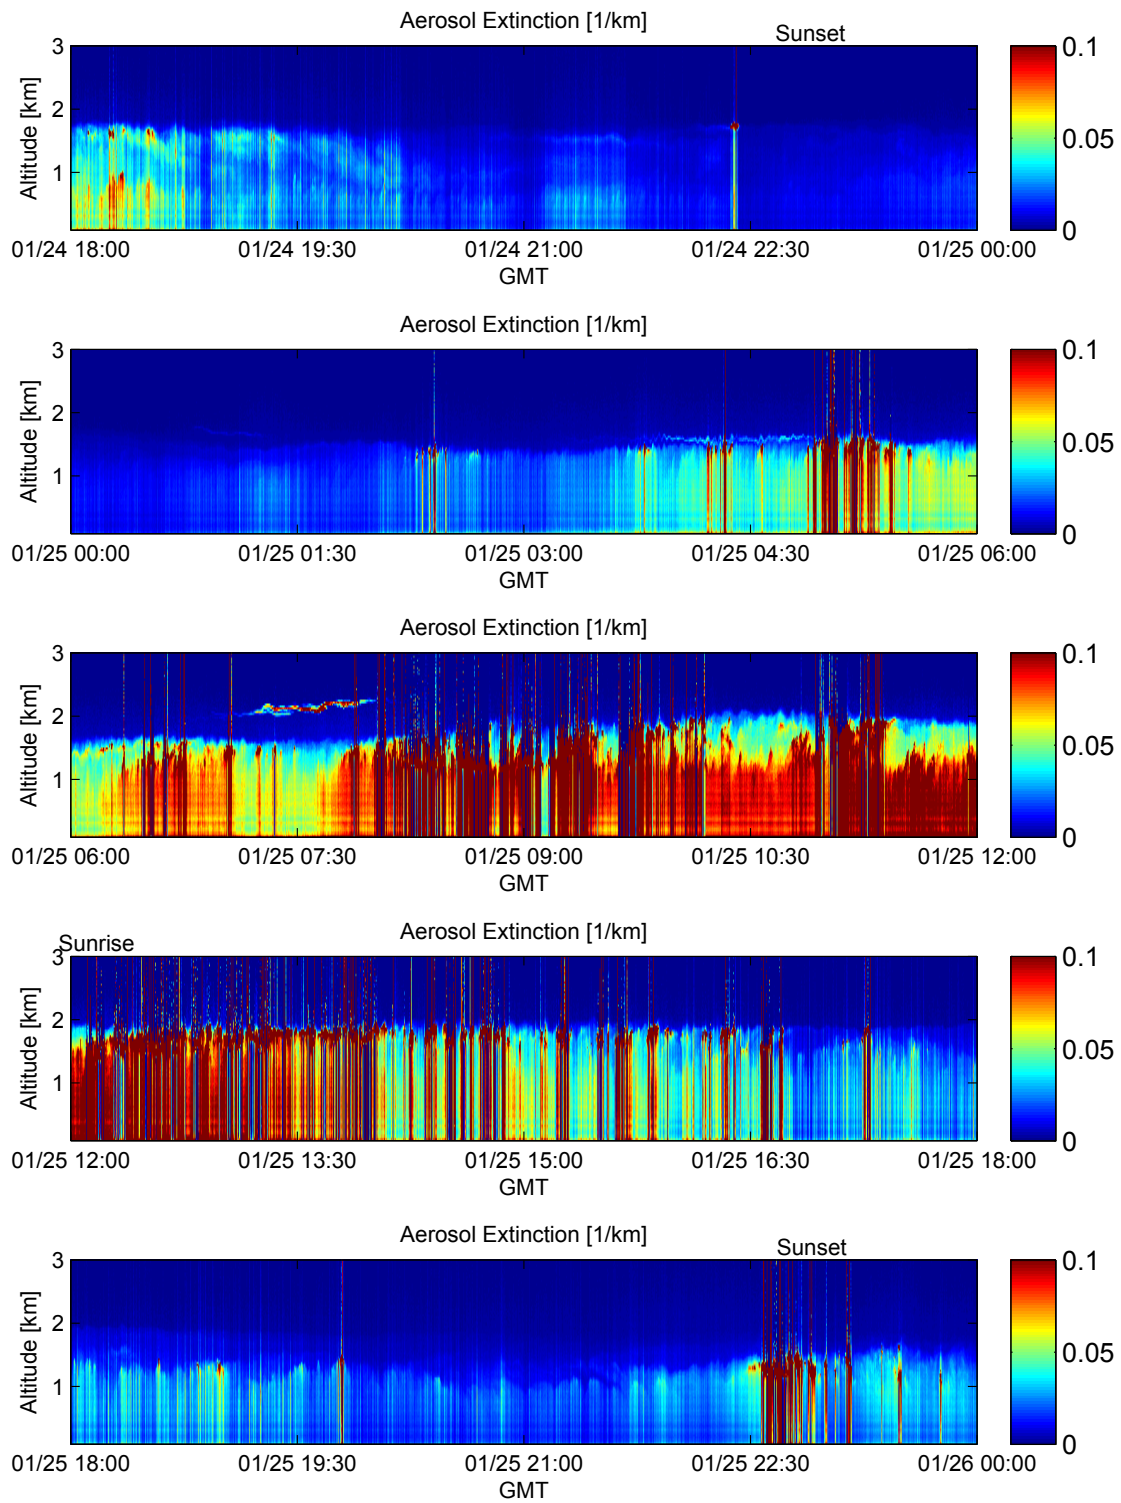 Aerosol Extinction [1/km]
Sunset
3
2
1
Altitude [km]
0.1
0.05
0
01/24 18:00 01/24 19:30 01/24 21:00 01/24 22:30 01/25 00:00
GMT
Aerosol Extinction [1/km]
3
2
1
Altitude [km]
0.1
0.05
0
01/25 00:00 01/25 01:30 01/25 03:00 01/25 04:30 01/25 06:00
GMT
Aerosol Extinction [1/km]
3
2
1
Altitude [km]
0.1
0.05
0
01/25 06:00 01/25 07:30 01/25 09:00 01/25 10:30 01/25 12:00
GMT
Aerosol Extinction [1/km]
Sunrise
3
2
1
Altitude [km]
0.1
0.05
0
01/25 12:00 01/25 13:30 01/25 15:00 01/25 16:30 01/25 18:00
GMT
Aerosol Extinction [1/km]
Sunset
3
2
1
Altitude [km]
0.1
0.05
0
01/25 18:00 01/25 19:30 01/25 21:00 01/25 22:30 01/26 00:00
GMT